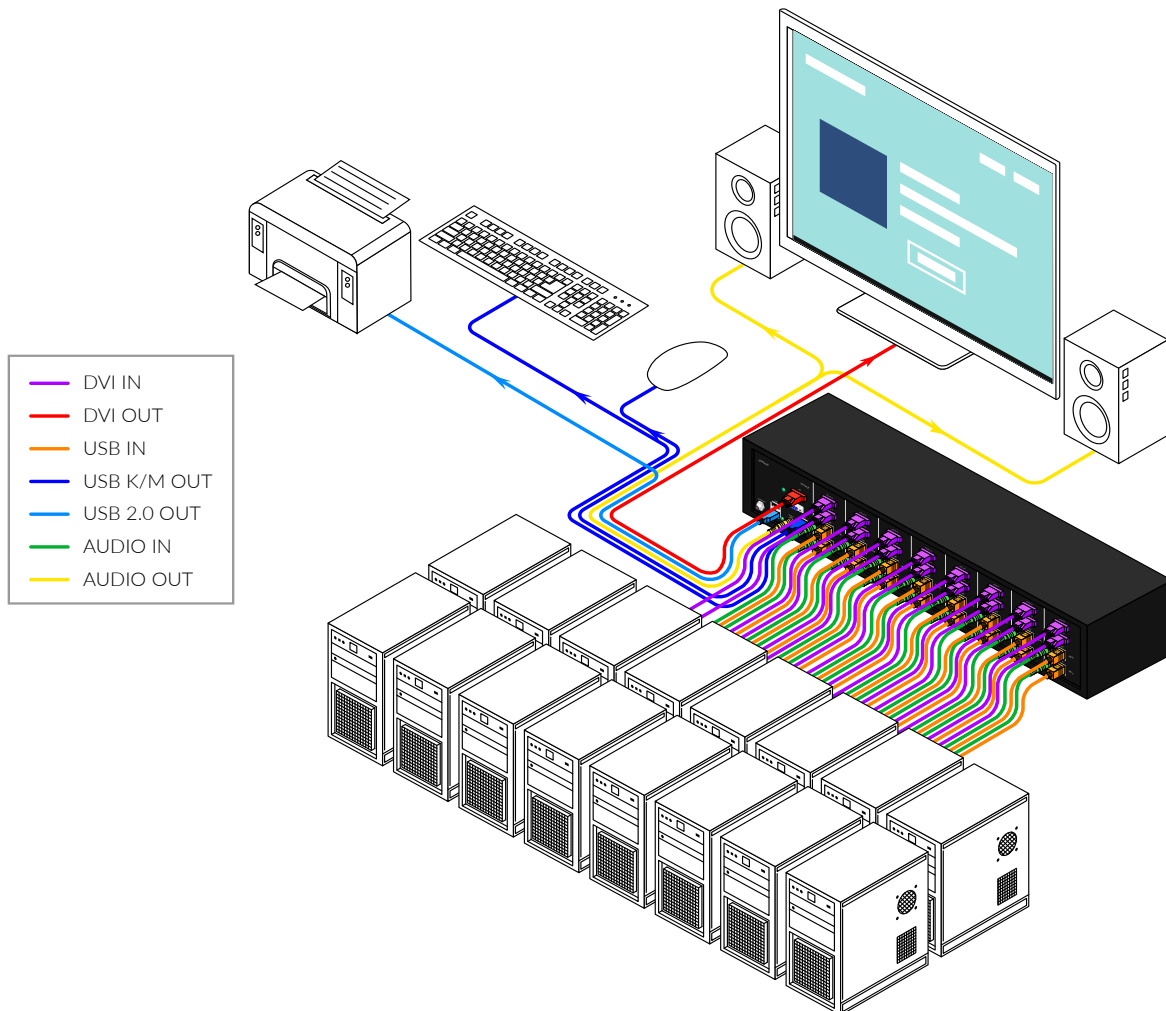 DVI IN
DVI OUT
USB IN
USB K/M OUT
USB 2.0 OUT
AUDIO IN
AUDIO OUT